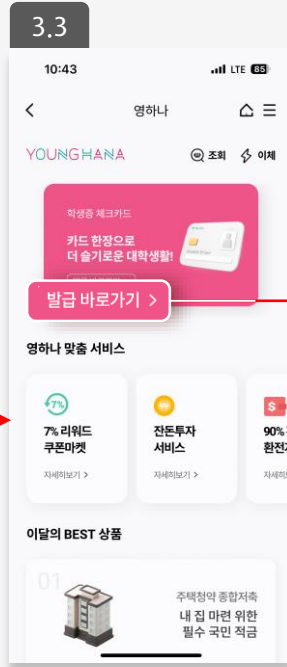 3.3
10:43
LTE 85
영하나
YOUNG HANA
조회
이체
학생증 체크카드
카드 한장으로
더 슬기로운 대학생활!
발급 바로가기 >
영하나 맞춤 서비스
7%
7% 리워드
쿠폰마켓
자세히보기 >
잔돈투자
서비스
자세히보기 >
$
90%
환전
자세히
이달의 BEST 상품
01
주택청약 종합저축
내 집 마련 위한
필수 국민 적금